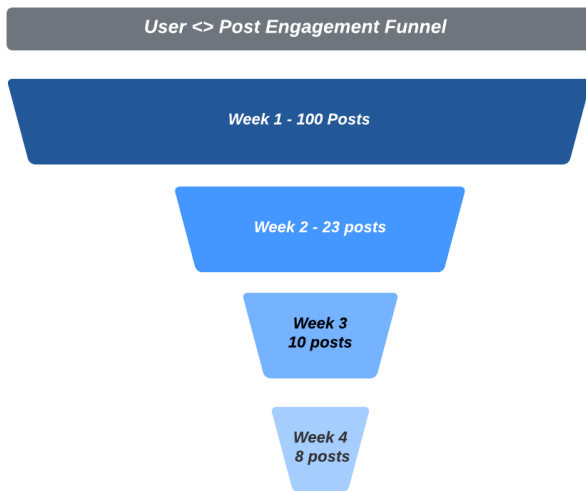 User <> Post Engagement Funnel
Week 1 - 100 Posts
Week 2 - 23 posts
Week 3
10 posts
Week 4
8 posts